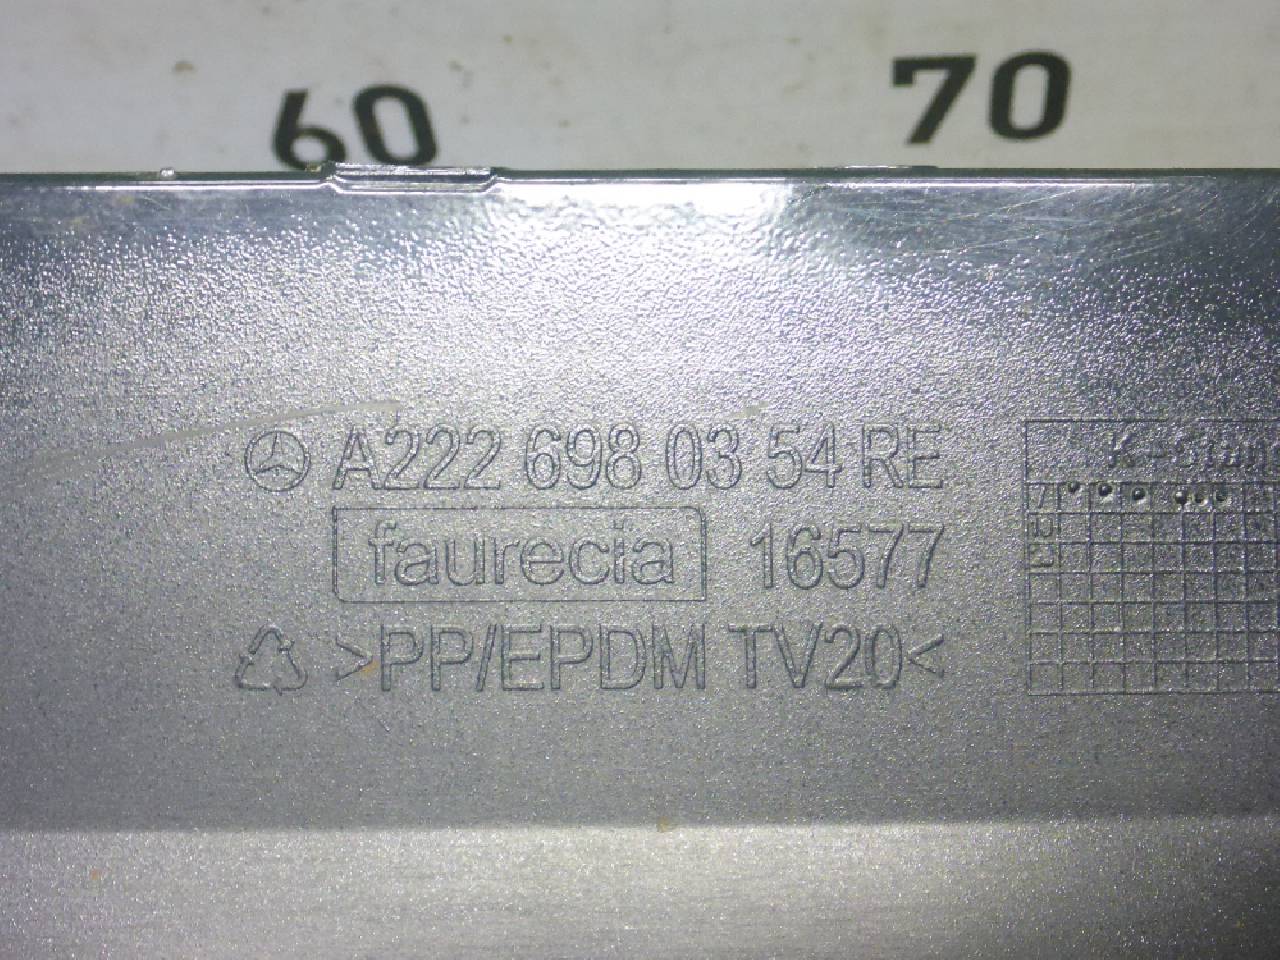 60 70
A222 698 03 54 RE
faurecia 16577
>PP/EPDM TV20<